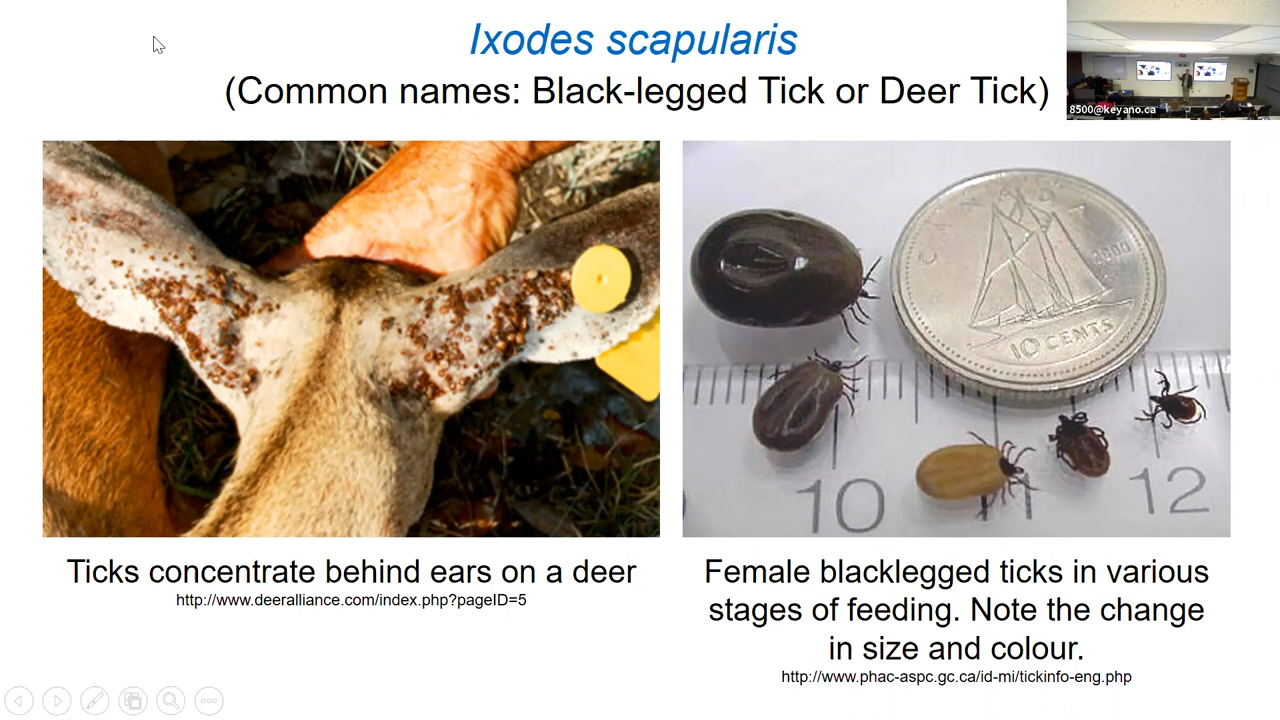 Ixodes scapularis
(Common names: Black-legged Tick or Deer Tick)
8500@keyano.ca
10 CENTS
10
11
12
Ticks concentrate behind ears on a deer
http://www.deeralliance.com/index.php?pageID=5
Female blacklegged ticks in various
stages of feeding. Note the change
in size and colour.
http://www.phac-aspc.gc.ca/id-mi/tickinfo-eng.php